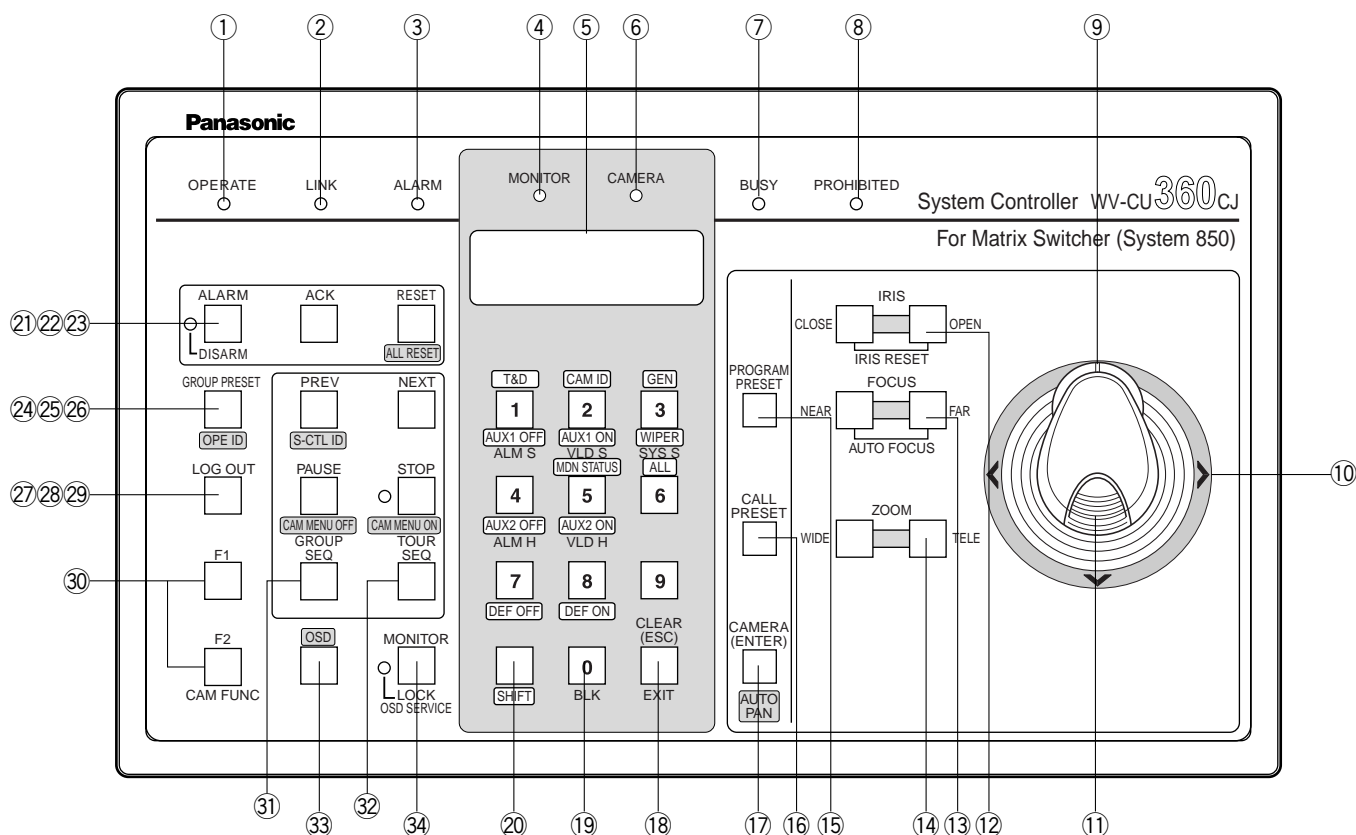 ① ② ③ ④ ⑤ ⑥ ⑦ ⑧ ⑨
Panasonic
OPERATE LINK ALARM MONITOR CAMERA BUSY PROHIBITED
System Controller WV-CU360CJ
For Matrix Switcher (System 850)
ALARM ACK RESET
㉑㉒㉓
DISARM ALL RESET
GROUP PRESET PREV NEXT
㉔㉕㉖
OPE ID S-CTL ID
LOG OUT PAUSE STOP
㉗㉘㉙
CAM MENU OFF CAM MENU ON
F1 GROUP SEQ TOUR SEQ
㉚
F2 OSD MONITOR
CAM FUNC LOCK
OSD SERVICE
T&D CAM ID GEN
1 2 3
AUX1 OFF AUX1 ON WIPER
ALM S VLD S SYS S
MDN STATUS ALL
4 5 6
AUX2 OFF AUX2 ON
ALM H VLD H
7 8 9
DEF OFF DEF ON
CLEAR
(ESC)
0
SHIFT BLK EXIT
IRIS
CLOSE OPEN
IRIS RESET
PROGRAM
PRESET
FOCUS
NEAR FAR
AUTO FOCUS
CALL
PRESET
ZOOM
WIDE TELE
CAMERA
(ENTER)
AUTO
PAN
⑩
㉛ ㉝ ㉜ ㉞ ⑳ ⑲ ⑱ ⑰ ⑯ ⑮ ⑭ ⑬ ⑫ ⑪